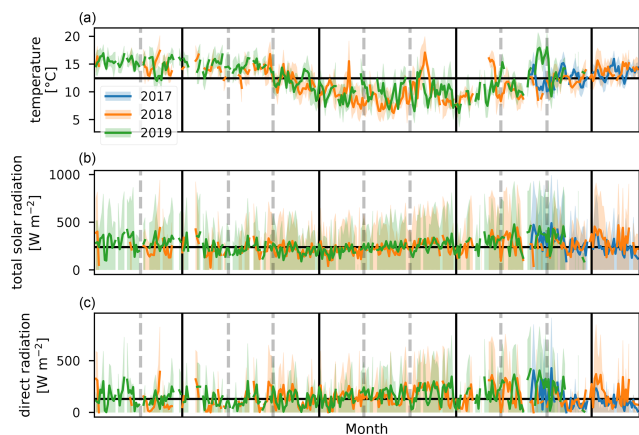 (a)
20
15
10
5
temperature
[°C]
2017
2018
2019
(b)
1000
500
0
total solar radiation
[W m⁻²]
(c)
500
0
direct radiation
[W m⁻²]
Month